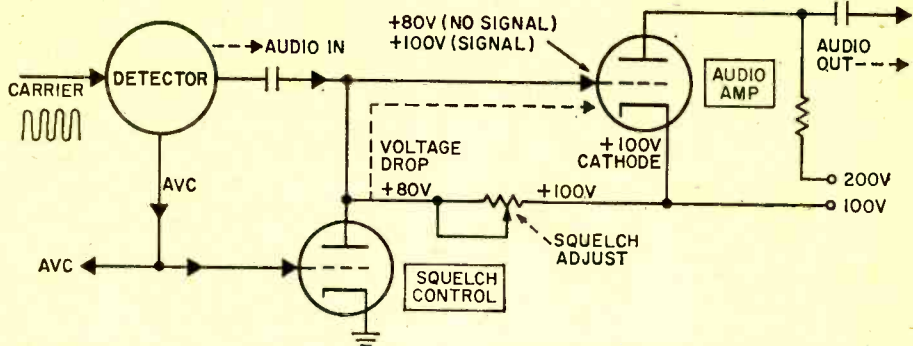 +80V (NO SIGNAL)
+100V (SIGNAL)
AUDIO IN
DETECTOR
CARRIER
AUDIO
OUT
AUDIO
AMP
VOLTAGE
DROP
+80V
+100V
+100V
CATHODE
AVC
200V
100V
SQUELCH
ADJUST
AVC
SQUELCH
CONTROL